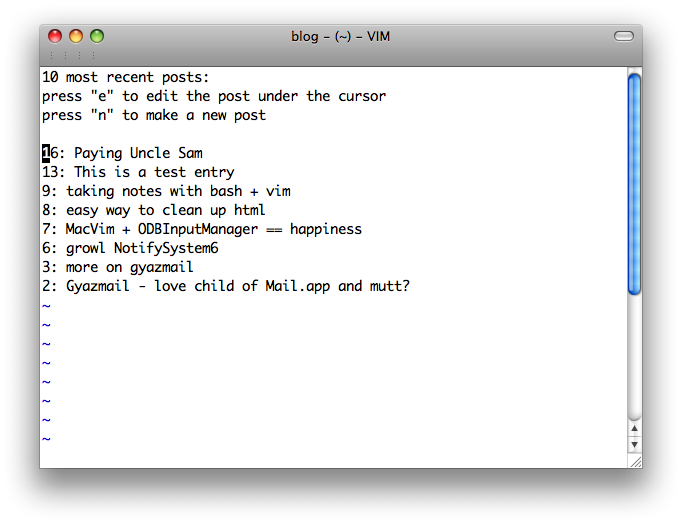 blog – (~) – VIM
10 most recent posts:
press "e" to edit the post under the cursor
press "n" to make a new post
16: Paying Uncle Sam
13: This is a test entry
9: taking notes with bash + vim
8: easy way to clean up html
7: MacVim + ODBInputManager == happiness
6: growl NotifySystem6
3: more on gyazmail
2: Gyazmail - love child of Mail.app and mutt?
~
~
~
~
~
~
~
~